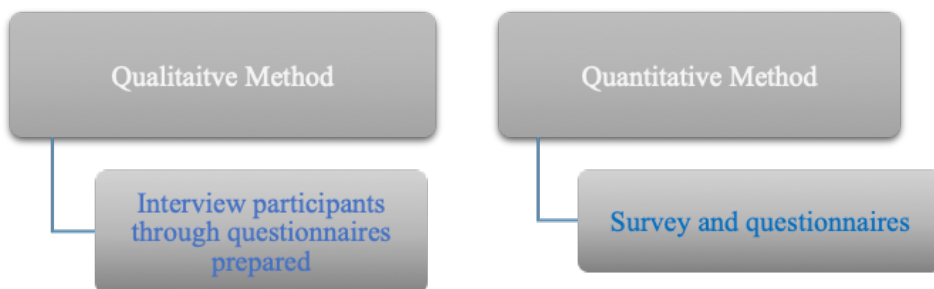 Qualitaitve Method
Interview participants
through questionnaires
prepared
Quantitative Method
Survey and questionnaires